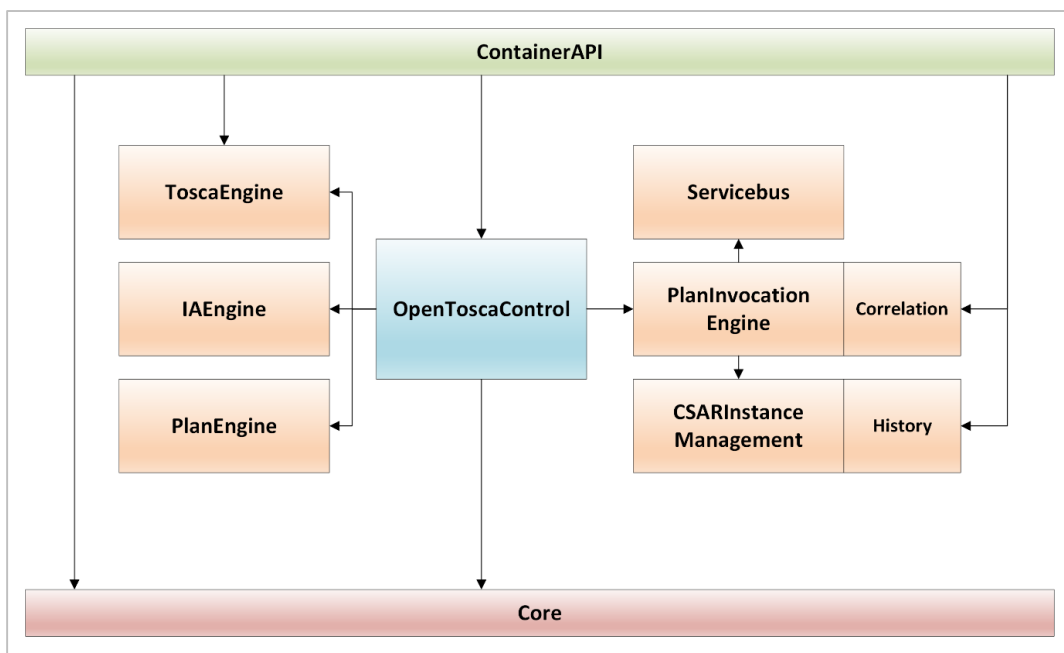 ContainerAPI
ToscaEngine
Servicebus
IAEngine
OpenToscaControl
PlanInvocation
Engine
Correlation
PlanEngine
CSARInstance
Management
History
Core